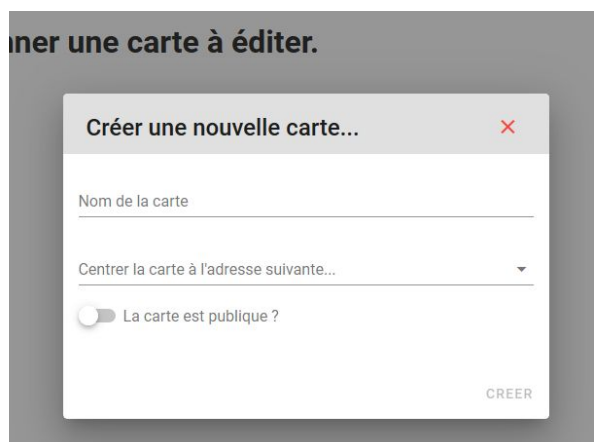 une carte à éditer.
Créer une nouvelle carte...
Nom de la carte
Centrer la carte à l'adresse suivante...
La carte est publique ?
CREER